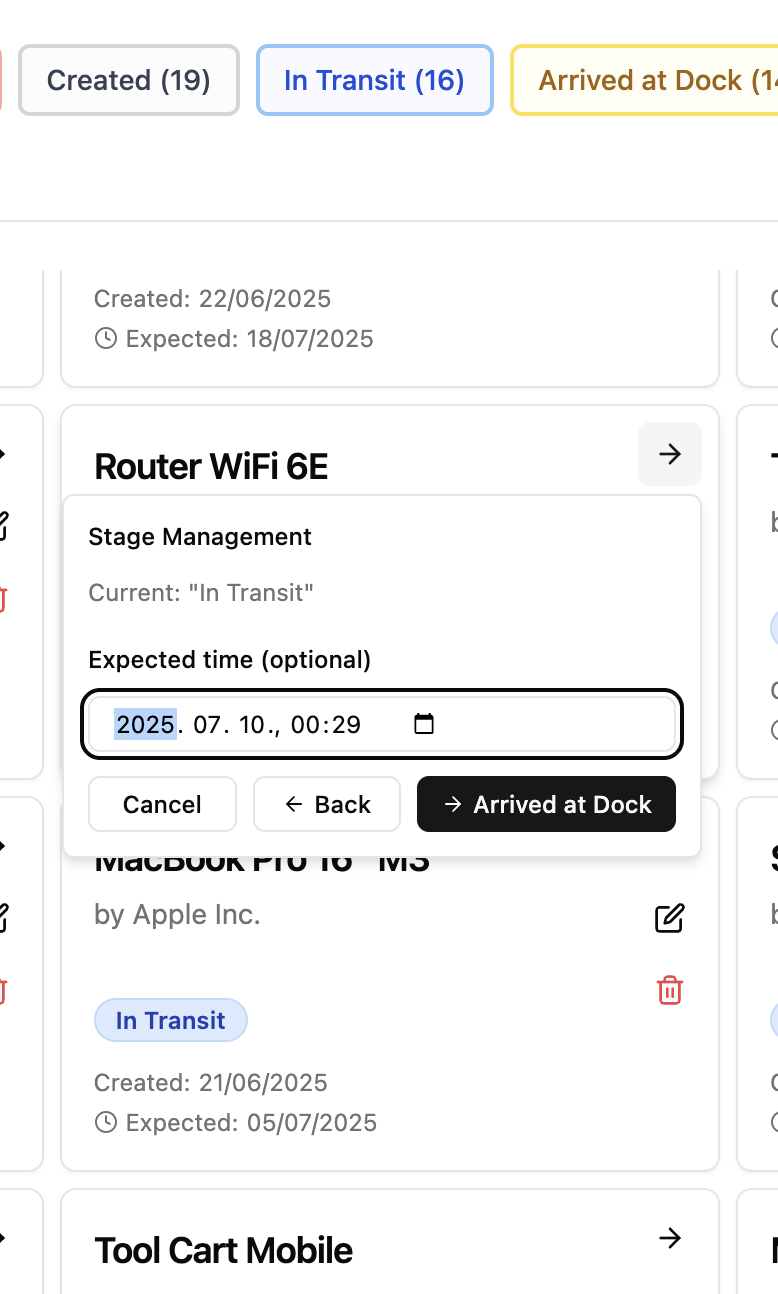 Created (19)
In Transit (16)
Arrived at Dock (14
Created: 22/06/2025
Expected: 18/07/2025
Router WiFi 6E
Stage Management
Current: "In Transit"
Expected time (optional)
2025. 07. 10., 00:29
Cancel
← Back
→ Arrived at Dock
MacBook Pro 16" M3
by Apple Inc.
In Transit
Created: 21/06/2025
Expected: 05/07/2025
Tool Cart Mobile